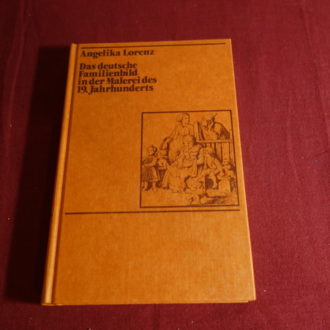 Angelika Lorenz
Das deutsche
Familienbild
in der Malerei des
19. Jahrhunderts